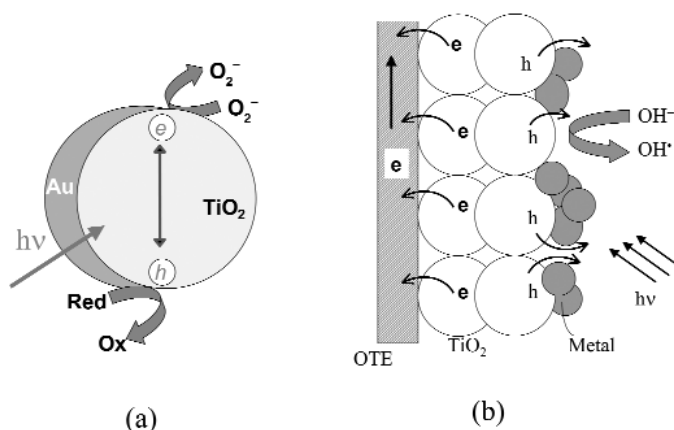 O₂⁻
O₂⁻
e
Au
TiO₂
hν
h
Red
Ox
(a)
e
h
e
h
OH⁻
OH•
e
e
h
e
h
hν
OTE
TiO₂
Metal
(b)